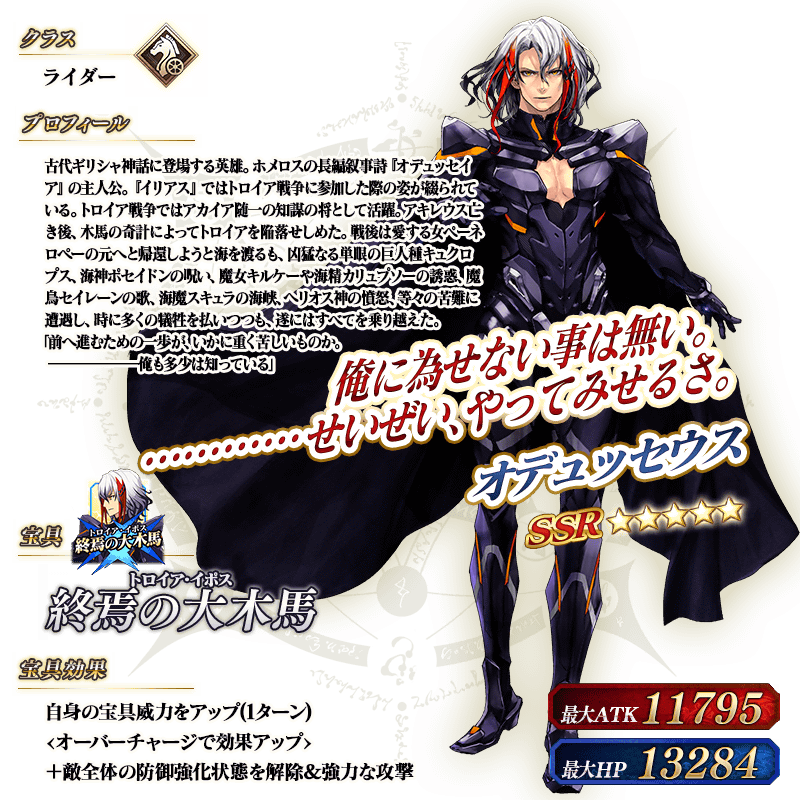 クラス
ライダー
プロフィール
古代ギリシャ神話に登場する英雄。ホメロスの長編叙事詩『オデュッセイ
ア』の主人公。『イリアス』ではトロイア戦争に参加した際の姿が綴られて
いる。トロイア戦争ではアカイア随一の知謀の将として活躍。アキレウス亡
き後、木馬の奇計によってトロイアを陥落せしめた。戦後は愛する女ペーネ
ロペーの元へと帰還しようと海を渡るも、凶猛なる単眼の巨人種キュクロ
プス、海神ポセイドンの呪い、魔女キルケーや海精カリュプソーの誘惑、魔
鳥セイレーンの歌、海魔スキュラの海峡、ヘリオス神の憤怒、等々の苦難に
遭遇し、時に多くの犠牲を払いつつも、遂にはすべてを乗り越えた。
「前へ進むための一歩が、いかに重く苦しいものか。
――――――俺も多少は知っている」
俺に為せない事は無い。
…………せいぜい、やってみせるさ。
オデュッセウス
SSR ★★★★★
宝具
トロイア・イポス
終焉の大木馬
トロイア・イポス
終焉の大木馬
宝具効果
自身の宝具威力をアップ(1ターン)
<オーバーチャージで効果アップ>
＋敵全体の防御強化状態を解除&強力な攻撃
最大ATK 11795
最大HP 13284